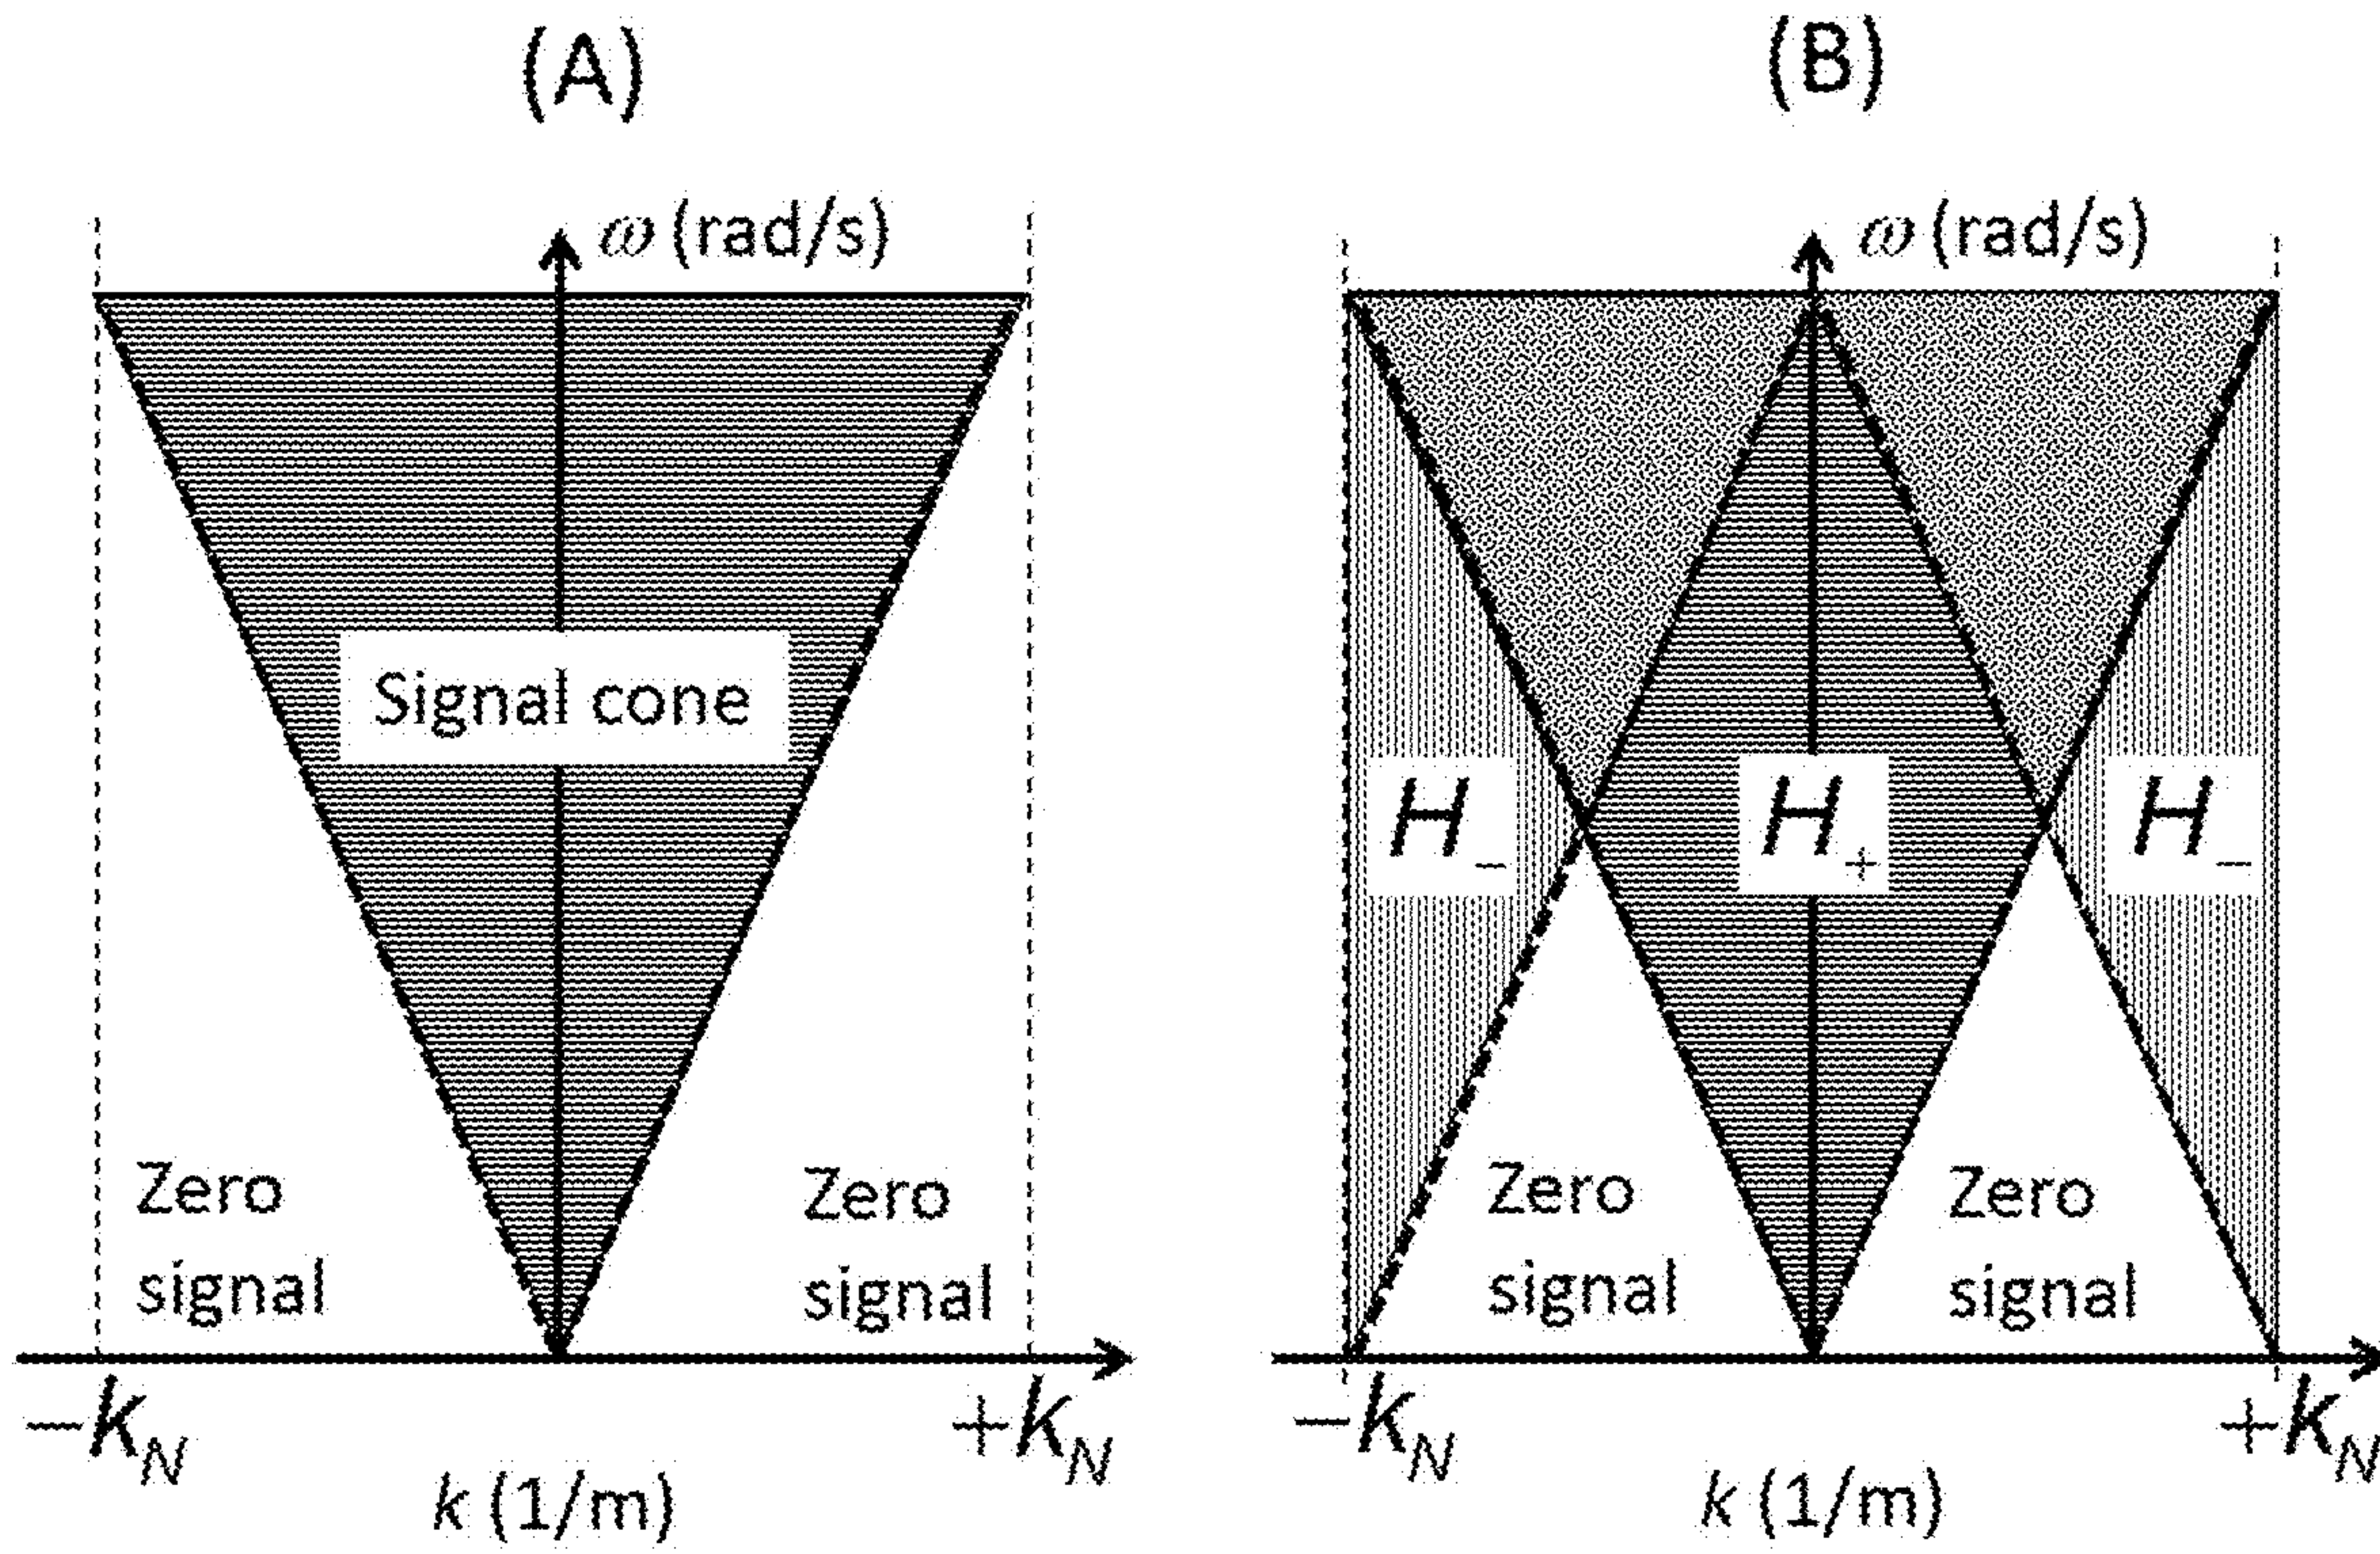 (A)
ω (rad/s)
Signal cone
Zero
signal
Zero
signal
−kN
+kN
k (1/m)
(B)
ω (rad/s)
H−
H+
H−
Zero
signal
Zero
signal
−kN
+kN
k (1/m)